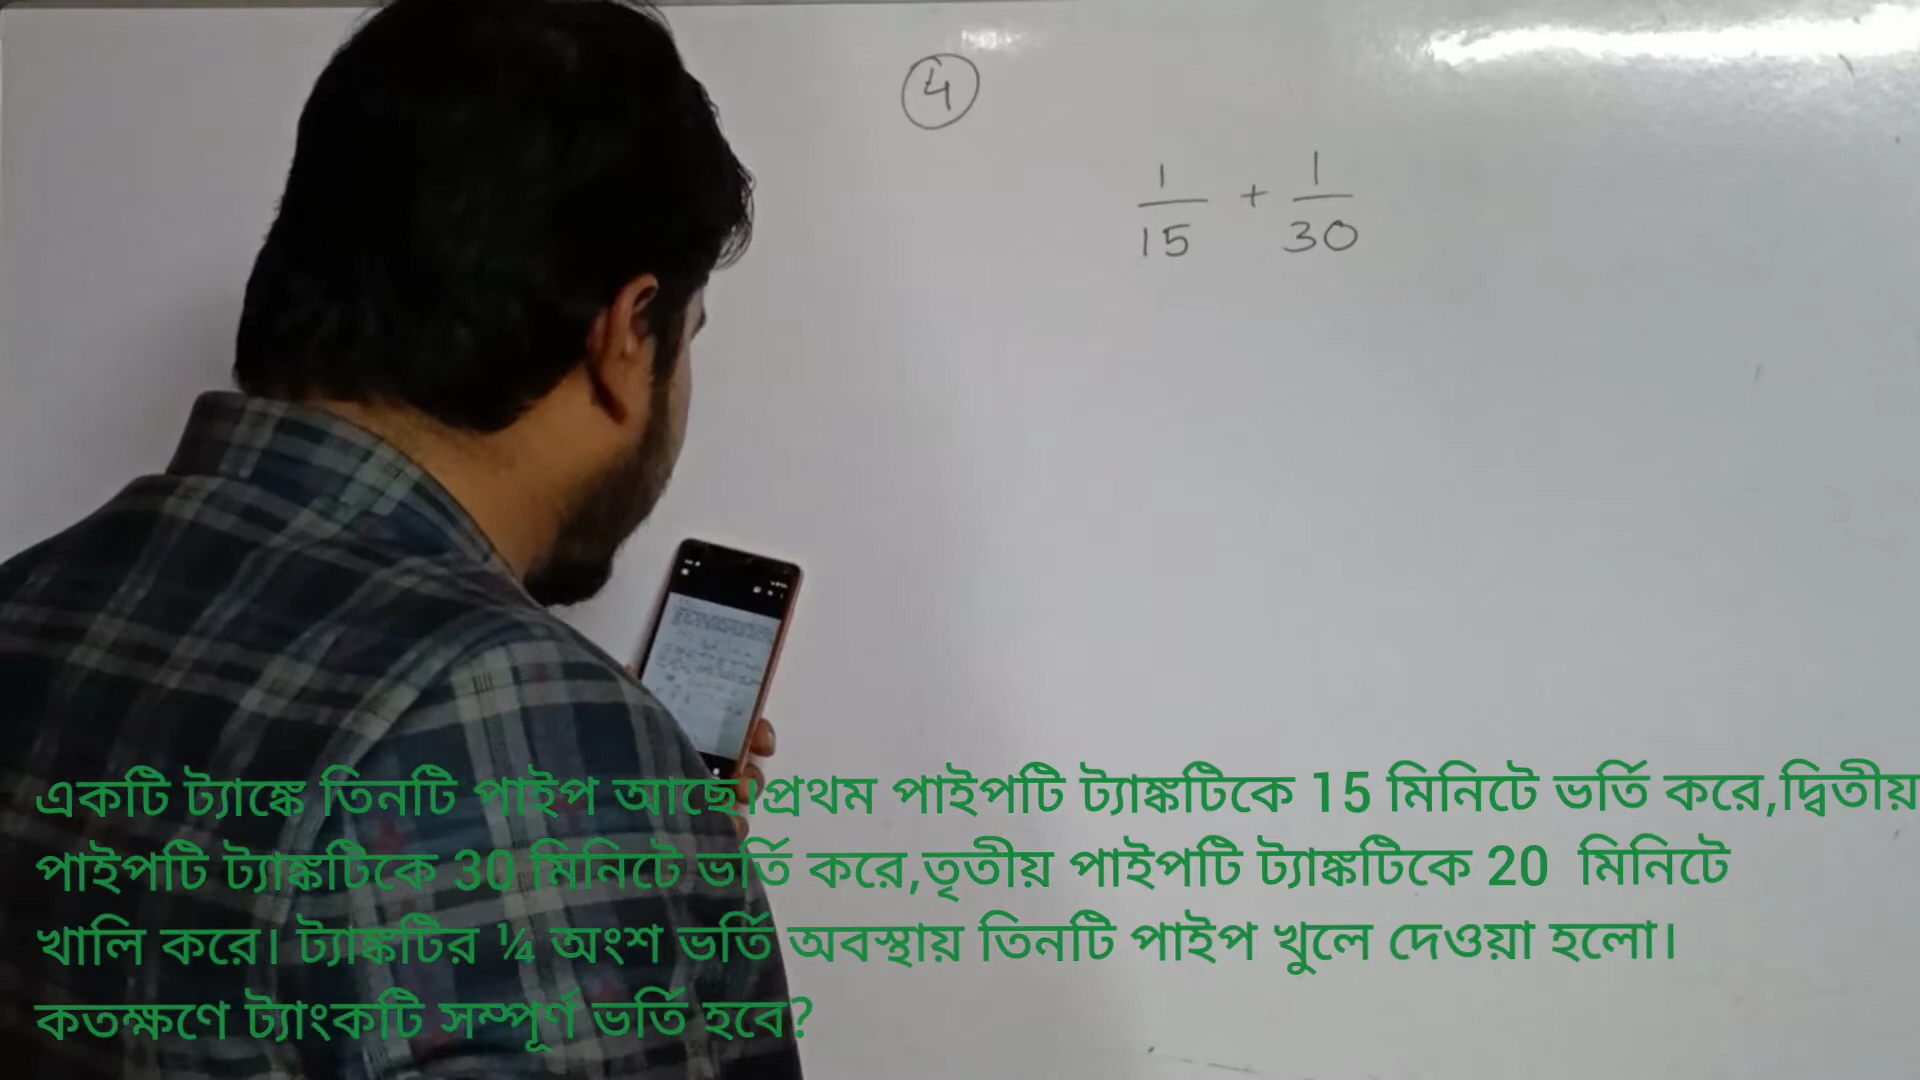 4
1/15 + 1/30
একটি ট্যাঙ্কে তিনটি পাইপ আছে।প্রথম পাইপটি ট্যাঙ্কটিকে 15 মিনিটে ভর্তি করে,দ্বিতীয়
পাইপটি ট্যাঙ্কটিকে 30 মিনিটে ভর্তি করে,তৃতীয় পাইপটি ট্যাঙ্কটিকে 20 মিনিটে
খালি করে। ট্যাঙ্কটির ¼ অংশ ভর্তি অবস্থায় তিনটি পাইপ খুলে দেওয়া হলো।
কতক্ষণে ট্যাংকটি সম্পূর্ণ ভর্তি হবে?